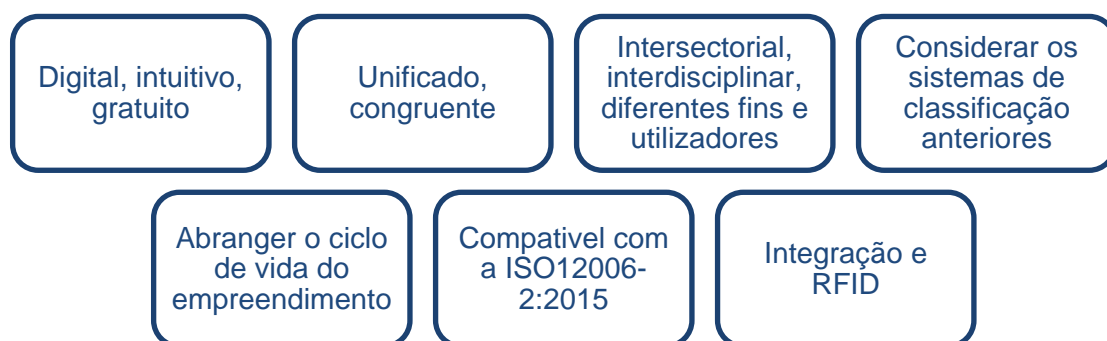 Digital, intuitivo,
gratuito
Unificado,
congruente
Intersectorial,
interdisciplinar,
diferentes fins e
utilizadores
Considerar os
sistemas de
classificação
anteriores
Abranger o ciclo
de vida do
empreendimento
Compativel com
a ISO12006-
2:2015
Integração e
RFID